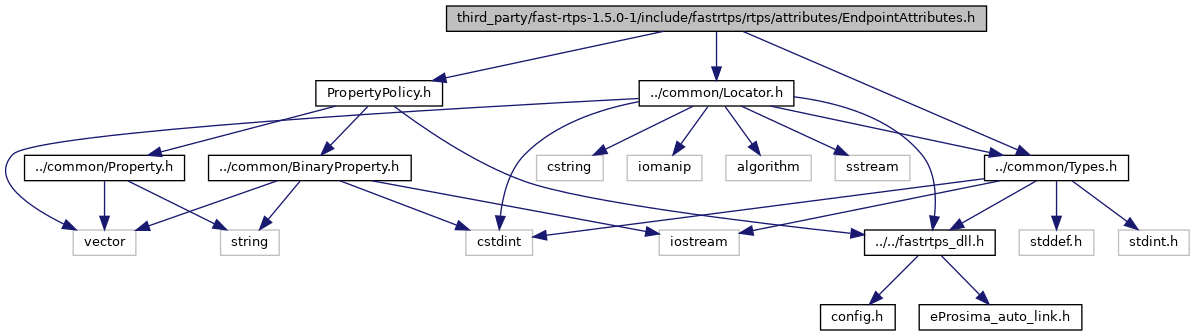 third_party/fast-rtps-1.5.0-1/include/fastrtps/rtps/attributes/EndpointAttributes.h
PropertyPolicy.h
../common/Locator.h
../common/Property.h
../common/BinaryProperty.h
cstring
iomanip
algorithm
sstream
../common/Types.h
vector
string
cstdint
iostream
../../fastrtps_dll.h
stddef.h
stdint.h
config.h
eProsima_auto_link.h